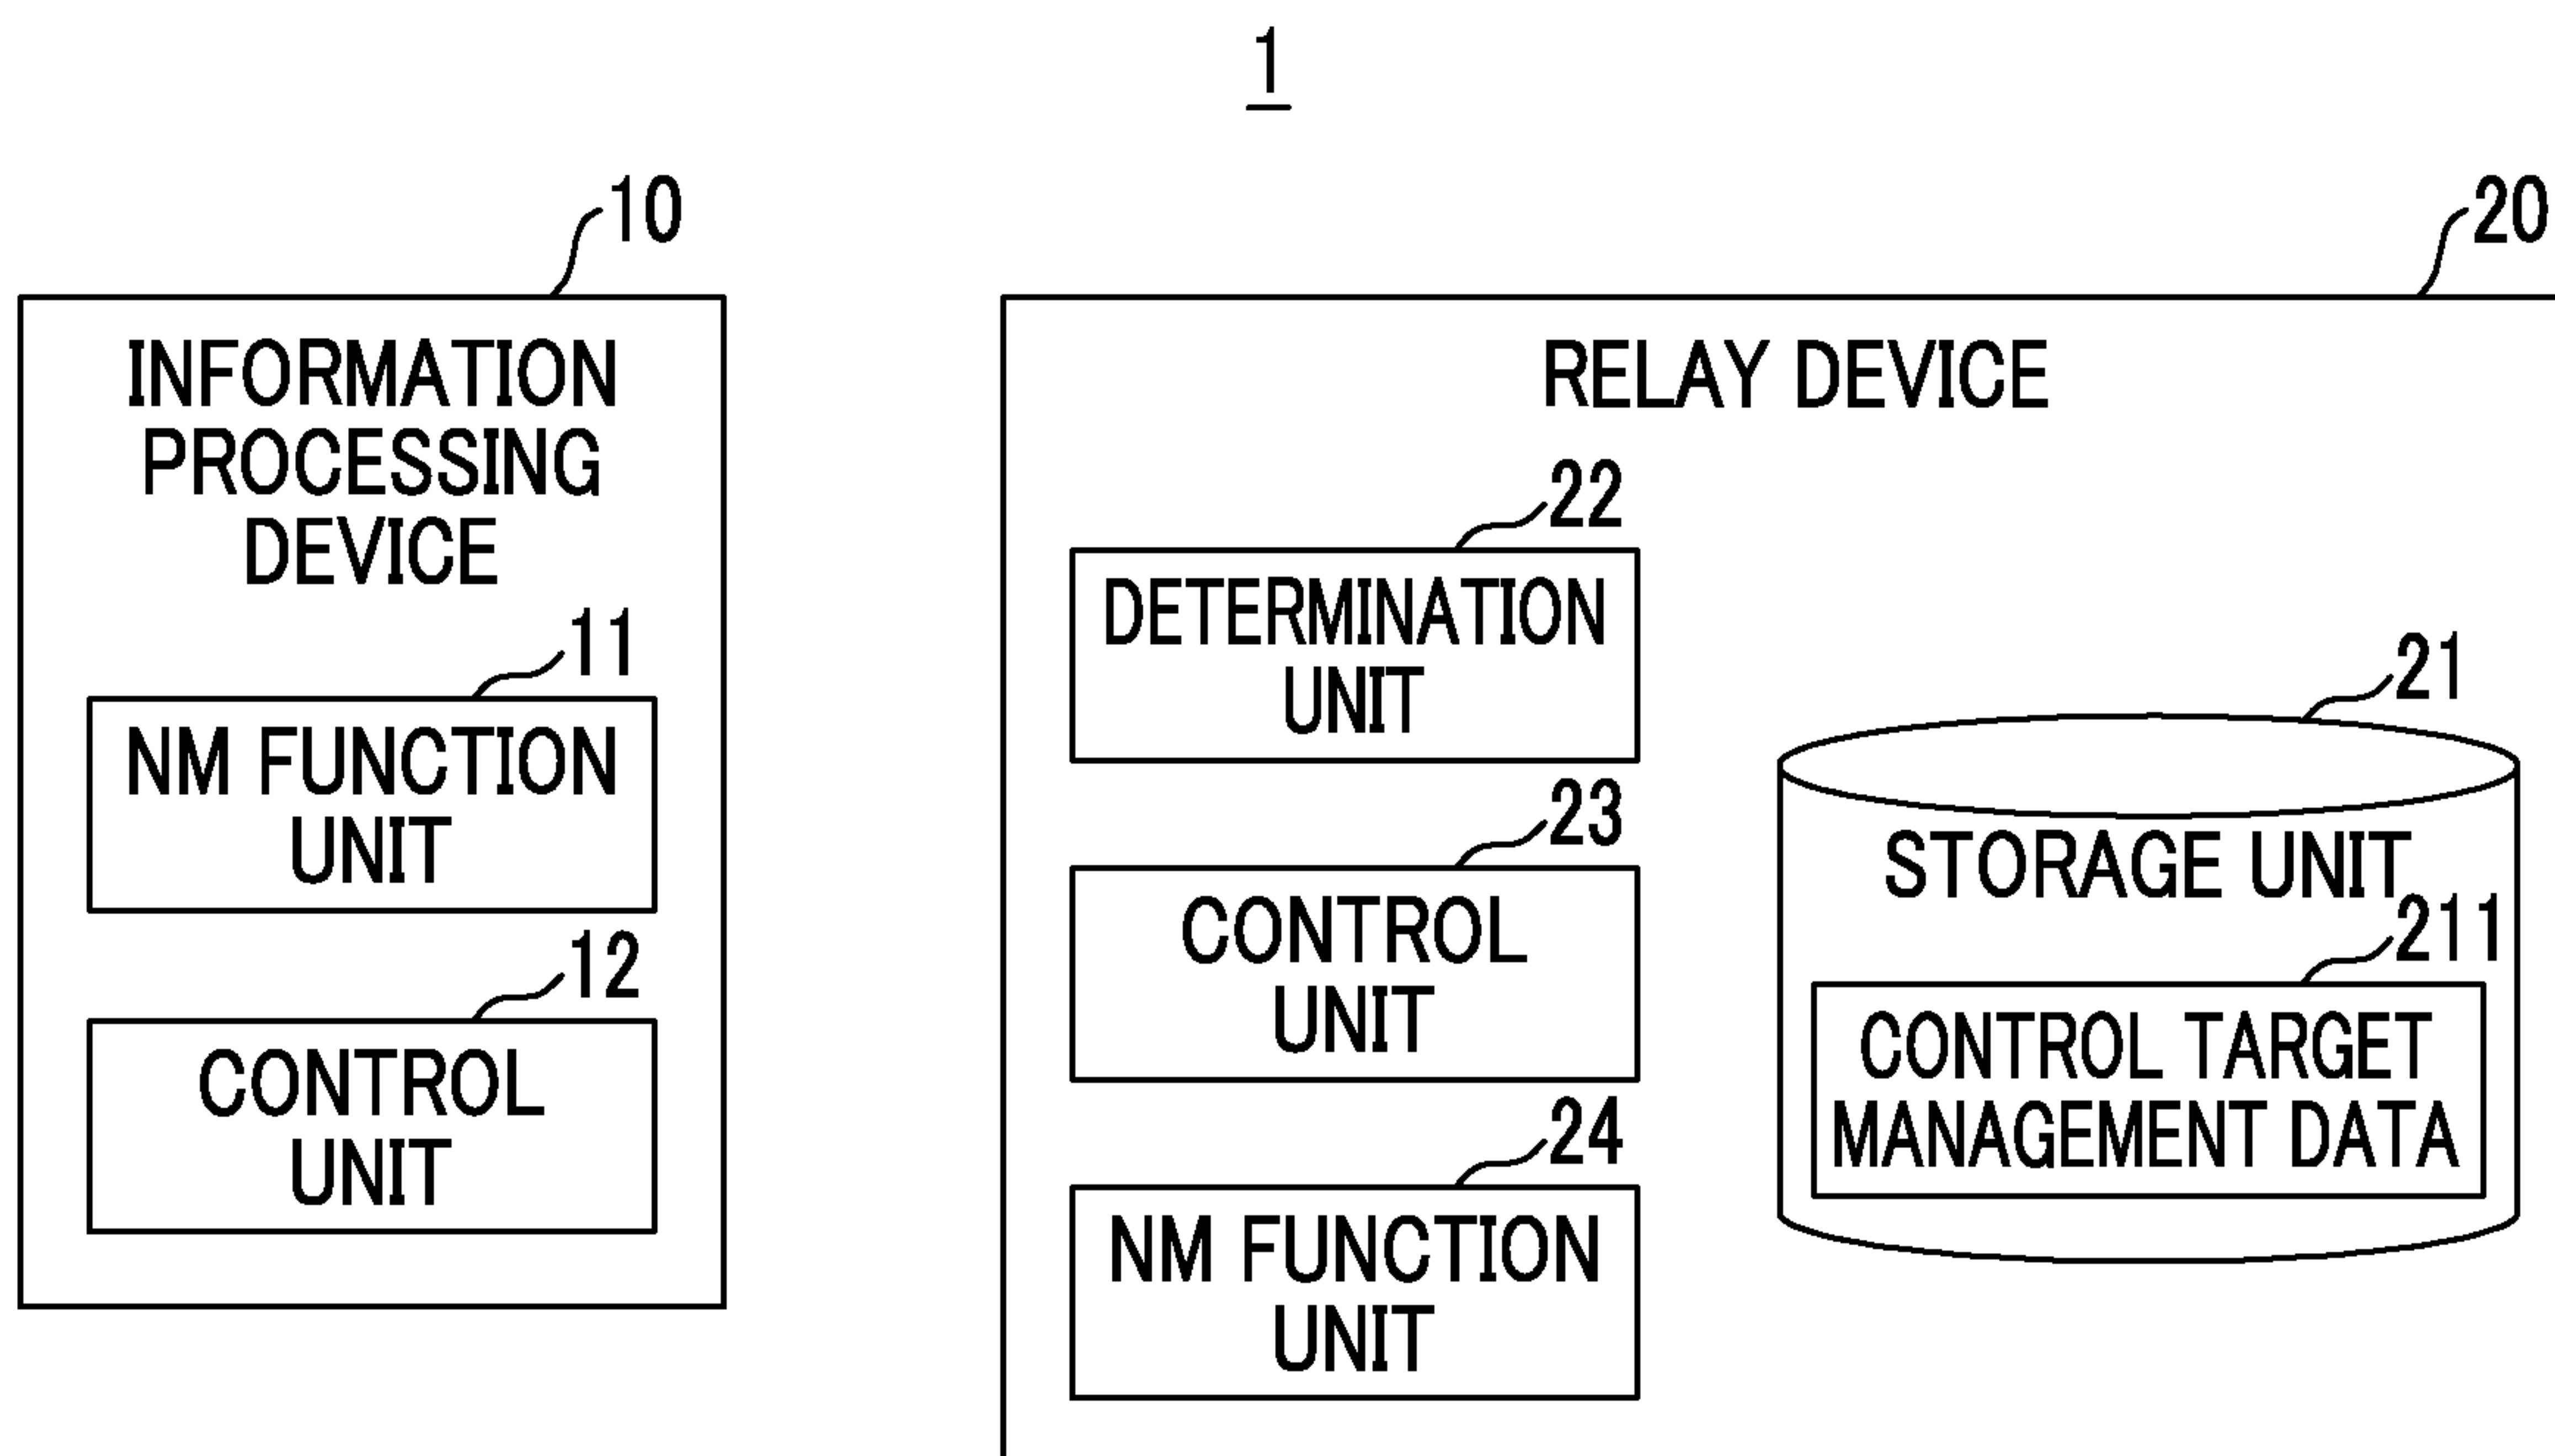 1
10
INFORMATION
PROCESSING
DEVICE
11
NM FUNCTION
UNIT
12
CONTROL
UNIT
20
RELAY DEVICE
22
DETERMINATION
UNIT
23
CONTROL
UNIT
24
NM FUNCTION
UNIT
21
STORAGE UNIT
211
CONTROL TARGET
MANAGEMENT DATA